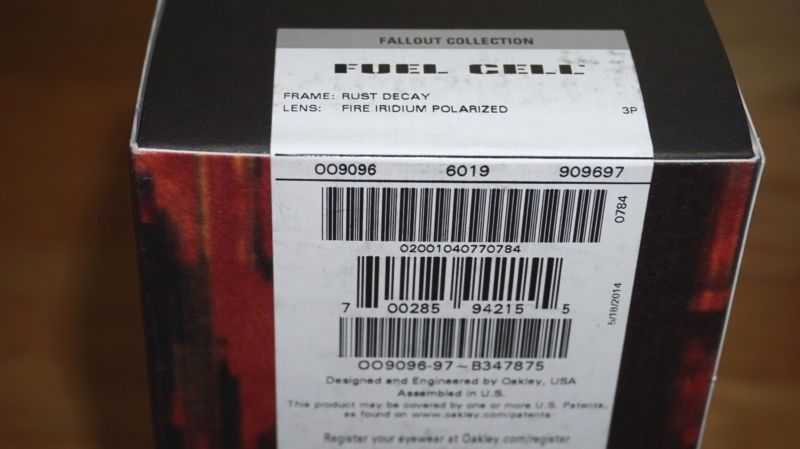 FALLOUT COLLECTION
FUEL CELL
FRAME: RUST DECAY
LENS: FIRE IRIDIUM POLARIZED 3P
OO9096 6019 909697
0784
02001040770784
7 00285 94215 5
5/18/2014
OO9096-97~B347875
Designed and Engineered by Oakley, USA
Assembled in U.S.
This product may be covered by one or more U.S. Patents,
as found on www.oakley.com/patents
Register your eyewear at Oakley.com/register